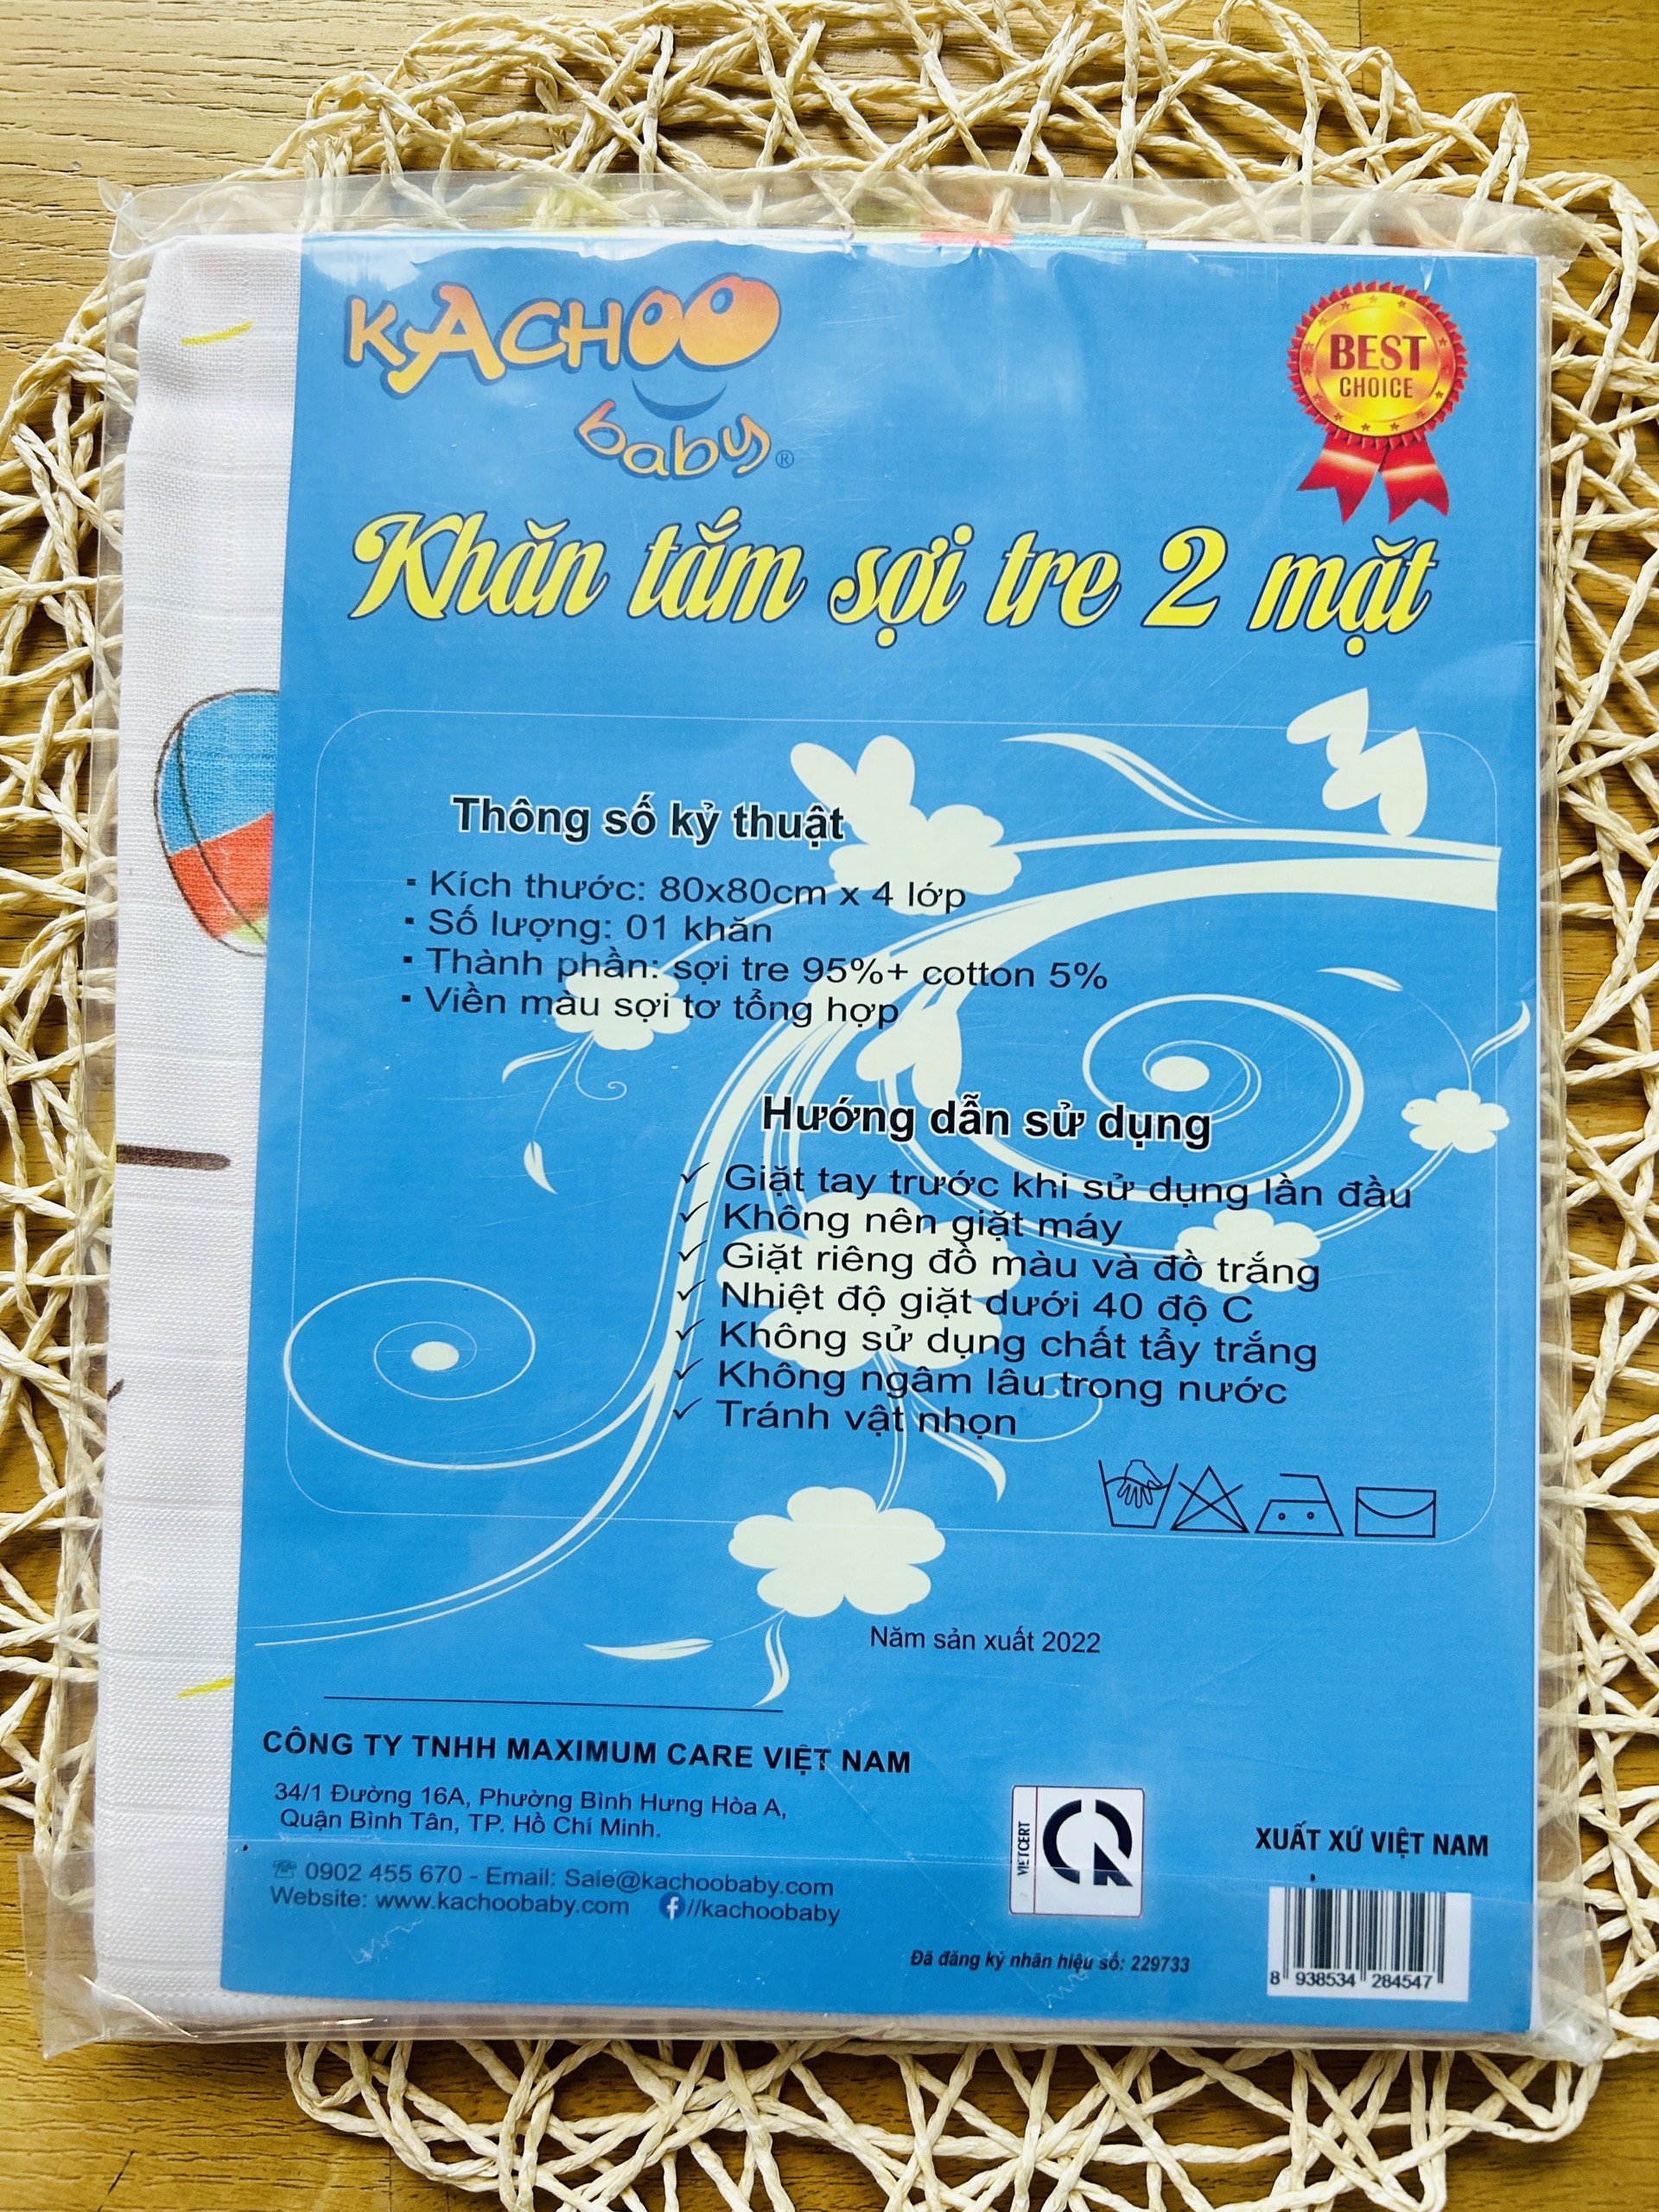 KACHOO
baby®
BEST
CHOICE
Khăn tắm sợi tre 2 mặt
Thông số kỷ thuật
▪ Kích thước: 80x80cm x 4 lớp
▪ Số lượng: 01 khăn
▪ Thành phần: sợi tre 95%+ cotton 5%
▪ Viền màu sợi tơ tổng hợp
Hướng dẫn sử dụng
✓ Giặt tay trước khi sử dụng lần đầu
✓ Không nên giặt máy
✓ Giặt riêng đồ màu và đồ trắng
✓ Nhiệt độ giặt dưới 40 độ C
✓ Không sử dụng chất tẩy trắng
✓ Không ngâm lâu trong nước
✓ Tránh vật nhọn
Năm sản xuất 2022
CÔNG TY TNHH MAXIMUM CARE VIỆT NAM
34/1 Đường 16A, Phường Bình Hưng Hòa A,
Quận Bình Tân, TP. Hồ Chí Minh.
☏ 0902 455 670 - Email: Sale@kachoobaby.com
Website: www.kachoobaby.com f//kachoobaby
VIETCERT
CR
XUẤT XỨ VIỆT NAM
Đã đăng ký nhãn hiệu số: 229733
8 938534 284547